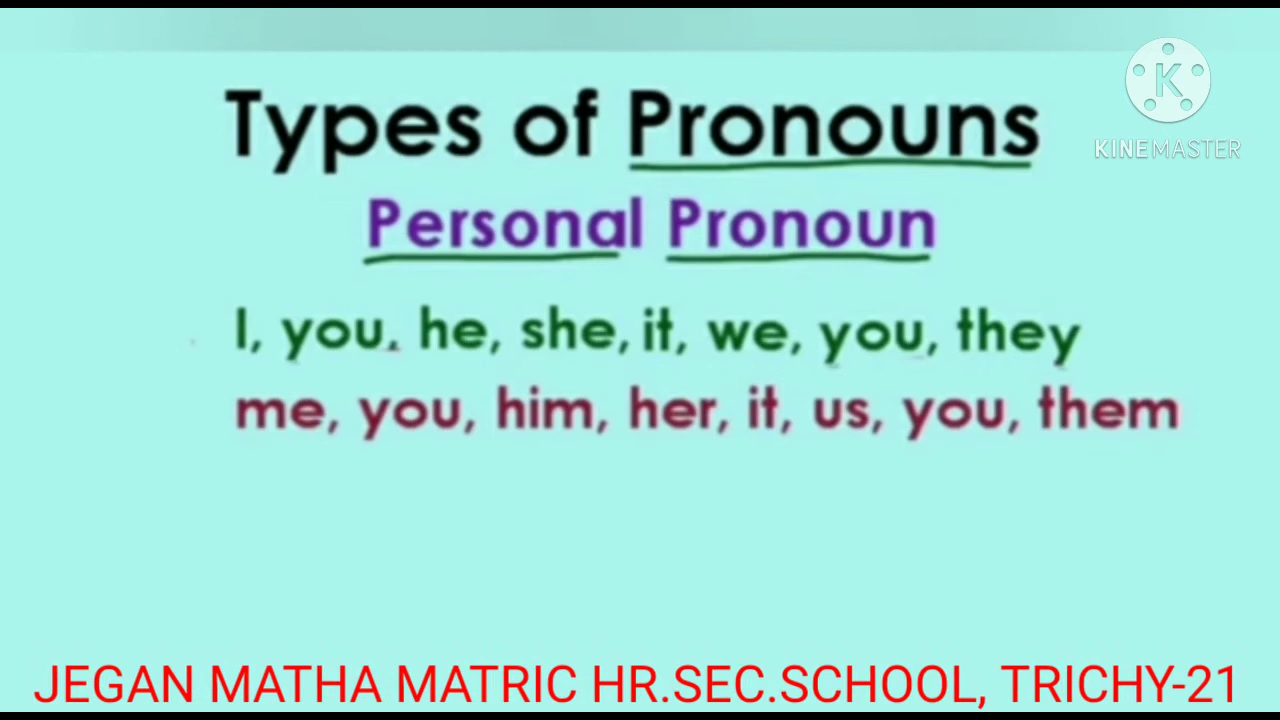 Types of Pronouns
KINEMASTER
Personal Pronoun
I, you, he, she, it, we, you, they
me, you, him, her, it, us, you, them
JEGAN MATHA MATRIC HR.SEC.SCHOOL, TRICHY-21